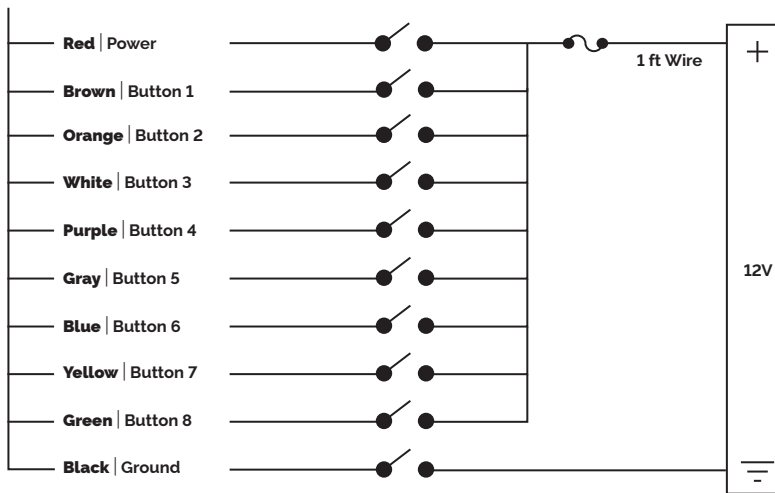 Red | Power
1 ft Wire
+
Brown | Button 1
Orange | Button 2
White | Button 3
Purple | Button 4
Gray | Button 5
12V
Blue | Button 6
Yellow | Button 7
Green | Button 8
Black | Ground